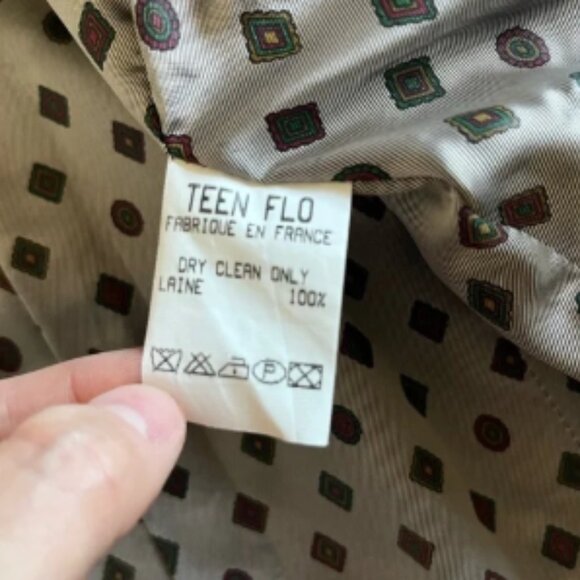 TEEN FLO
FABRIQUE EN FRANCE
DRY CLEAN ONLY
LAINE 100%
P